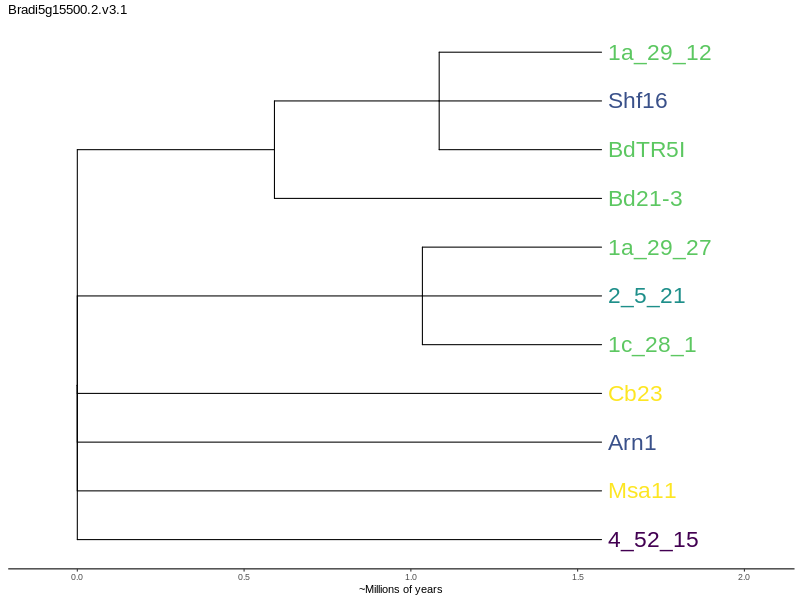 Bradi5g15500.2.v3.1
1a_29_12
Shf16
BdTR5I
Bd21-3
1a_29_27
2_5_21
1c_28_1
Cb23
Arn1
Msa11
4_52_15
0.0 0.5 1.0 1.5 2.0
~Millions of years